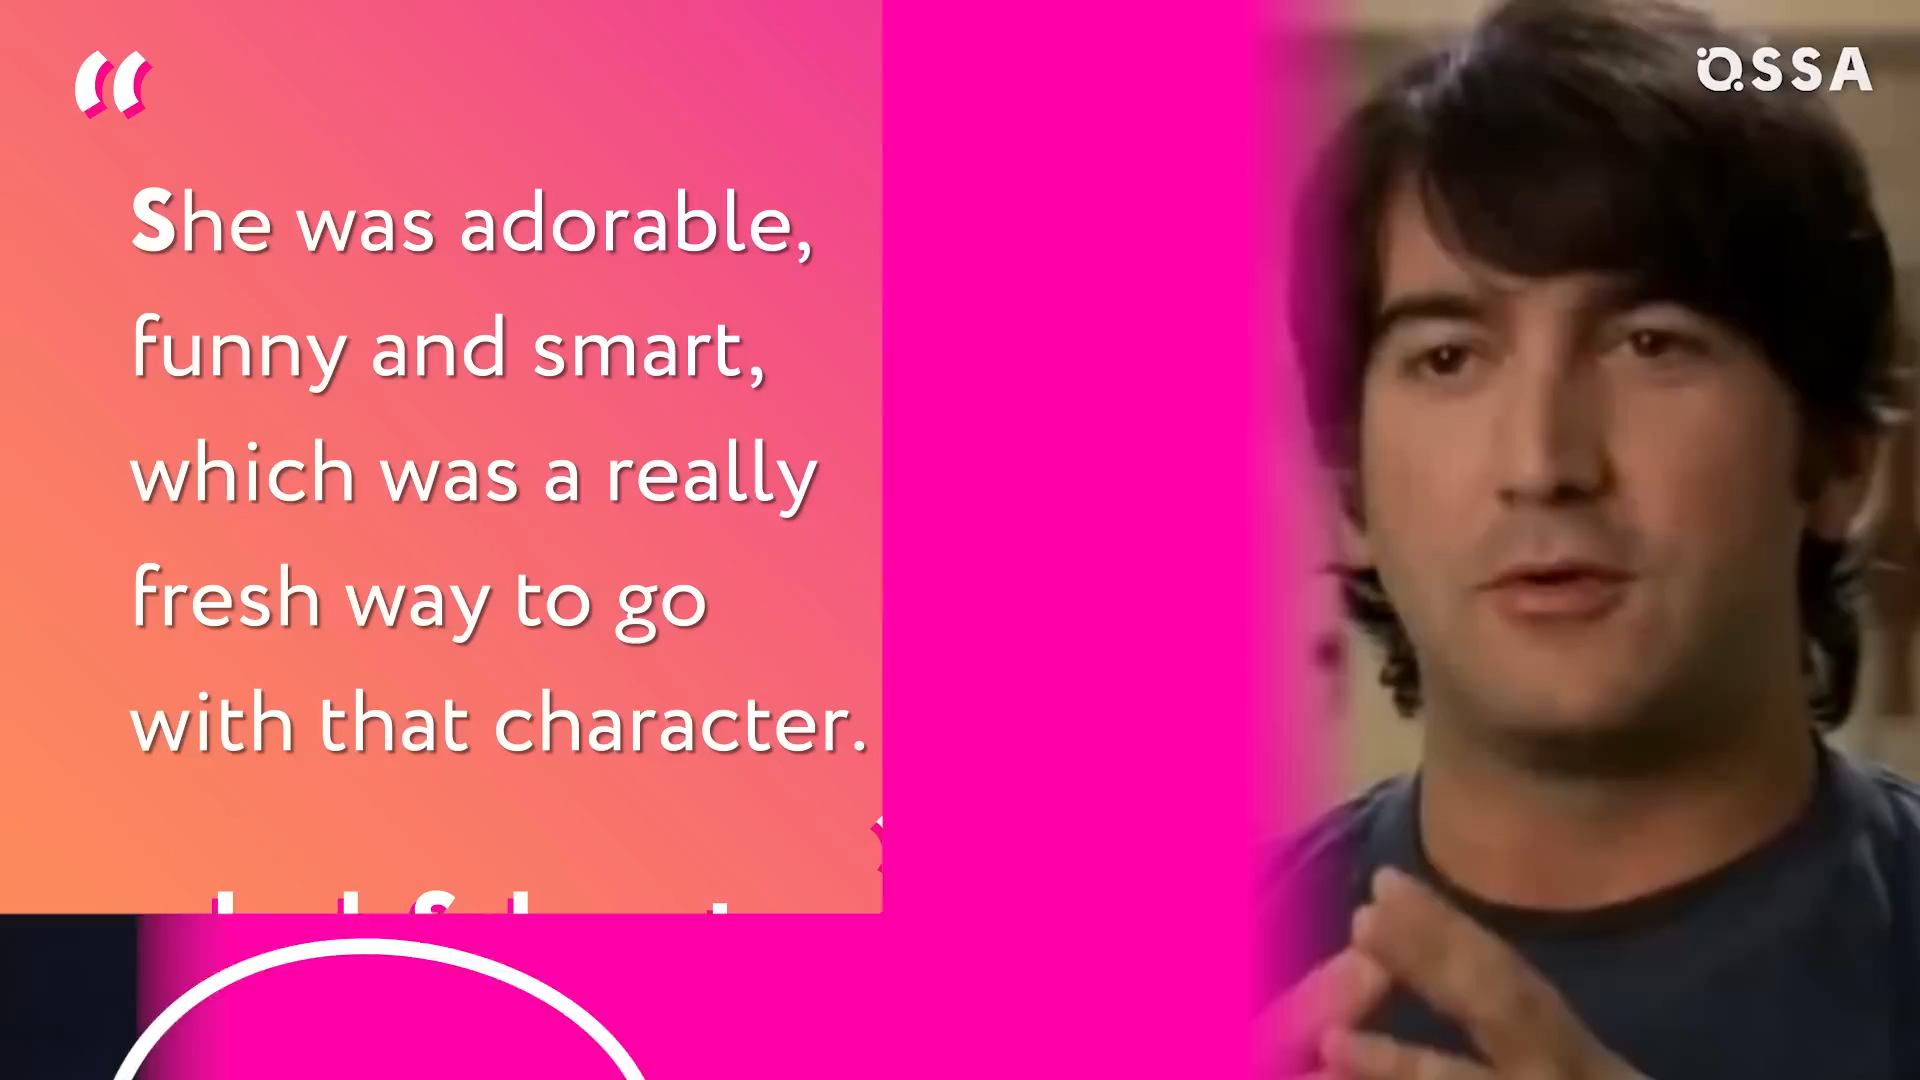 “
She was adorable,
funny and smart,
which was a really
fresh way to go
with that character.
OSSA